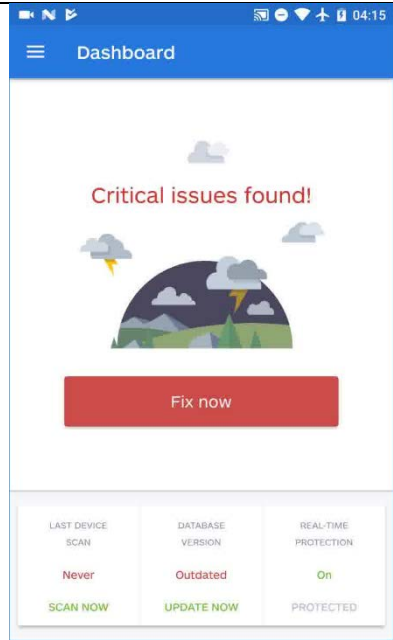 04:15
Dashboard
Critical issues found!
Fix now
LAST DEVICE
SCAN
Never
SCAN NOW
DATABASE
VERSION
Outdated
UPDATE NOW
REAL-TIME
PROTECTION
On
PROTECTED